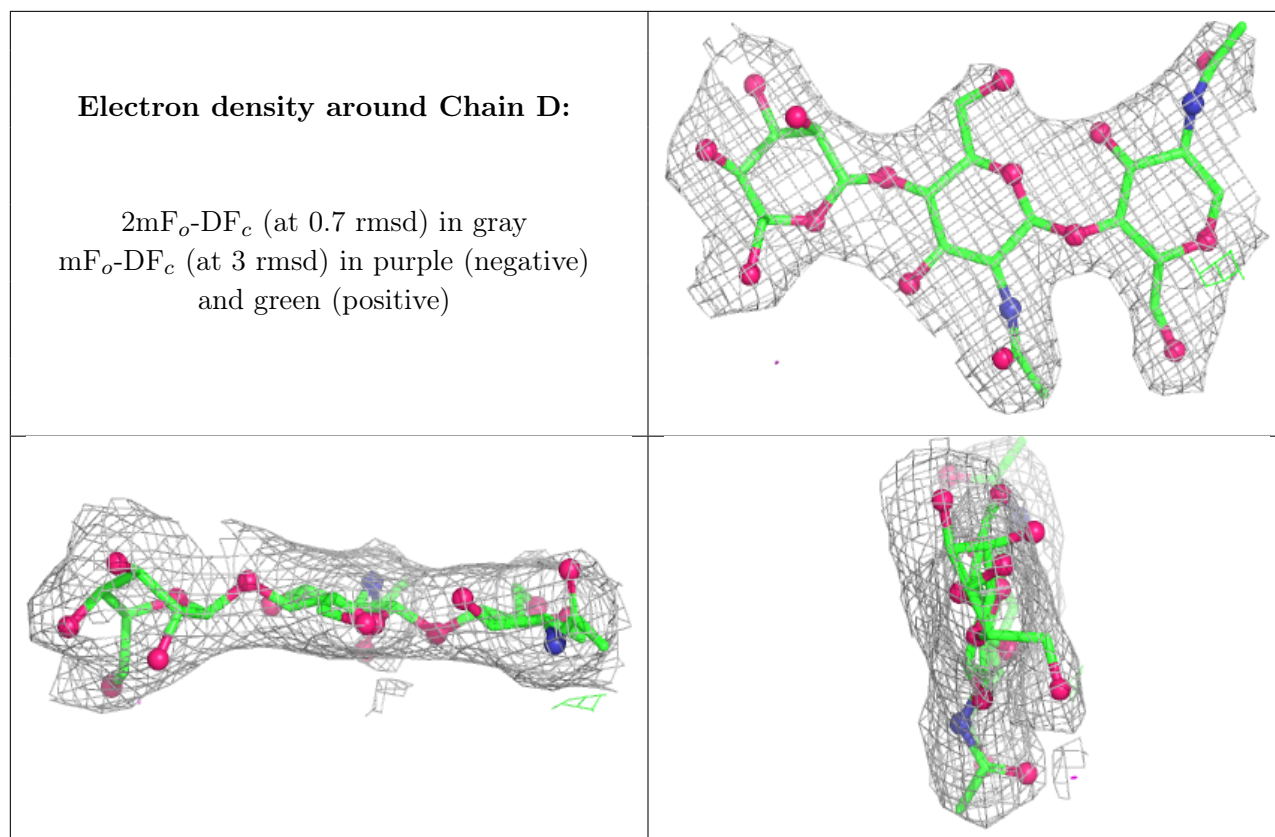 Electron density around Chain D:
2mFo-DFc (at 0.7 rmsd) in gray
mFo-DFc (at 3 rmsd) in purple (negative)
and green (positive)